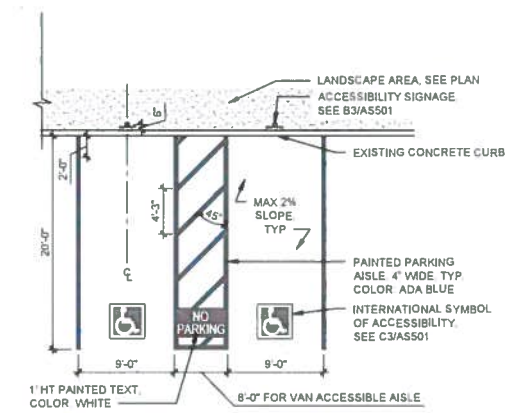 LANDSCAPE AREA, SEE PLAN
ACCESSIBILITY SIGNAGE,
SEE B3/AS501
6"
EXISTING CONCRETE CURB
2'-0"
4'-3"
45°
MAX 2%
SLOPE
TYP
20'-0"
PAINTED PARKING
AISLE. 4" WIDE, TYP.
COLOR: ADA BLUE
CL
INTERNATIONAL SYMBOL
OF ACCESSIBILITY,
SEE C3/AS501
NO
PARKING
9'-0"
9'-0"
1' HT PAINTED TEXT,
COLOR: WHITE
8'-0" FOR VAN ACCESSIBLE AISLE